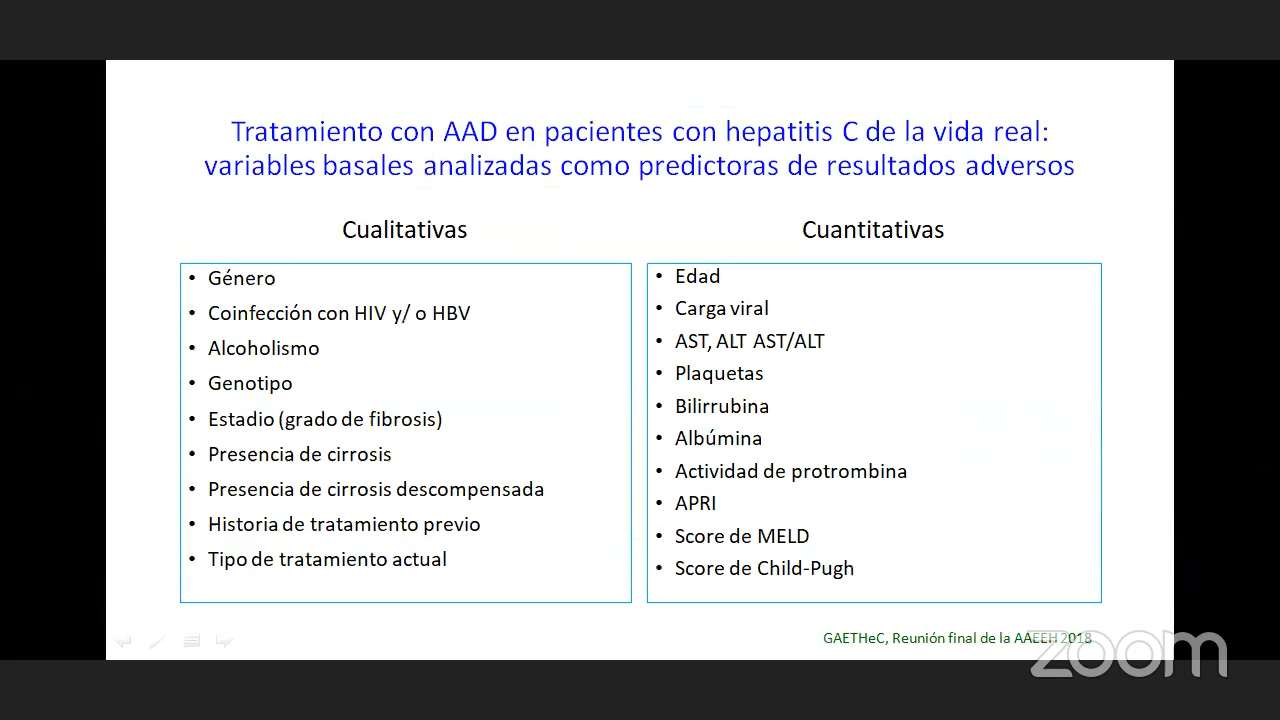 Tratamiento con AAD en pacientes con hepatitis C de la vida real:
variables basales analizadas como predictoras de resultados adversos
Cualitativas
• Género
• Coinfección con HIV y/ o HBV
• Alcoholismo
• Genotipo
• Estadio (grado de fibrosis)
• Presencia de cirrosis
• Presencia de cirrosis descompensada
• Historia de tratamiento previo
• Tipo de tratamiento actual
Cuantitativas
• Edad
• Carga viral
• AST, ALT AST/ALT
• Plaquetas
• Bilirrubina
• Albúmina
• Actividad de protrombina
• APRI
• Score de MELD
• Score de Child-Pugh
GAETHeC, Reunión final de la AAEEH 2018
zoom